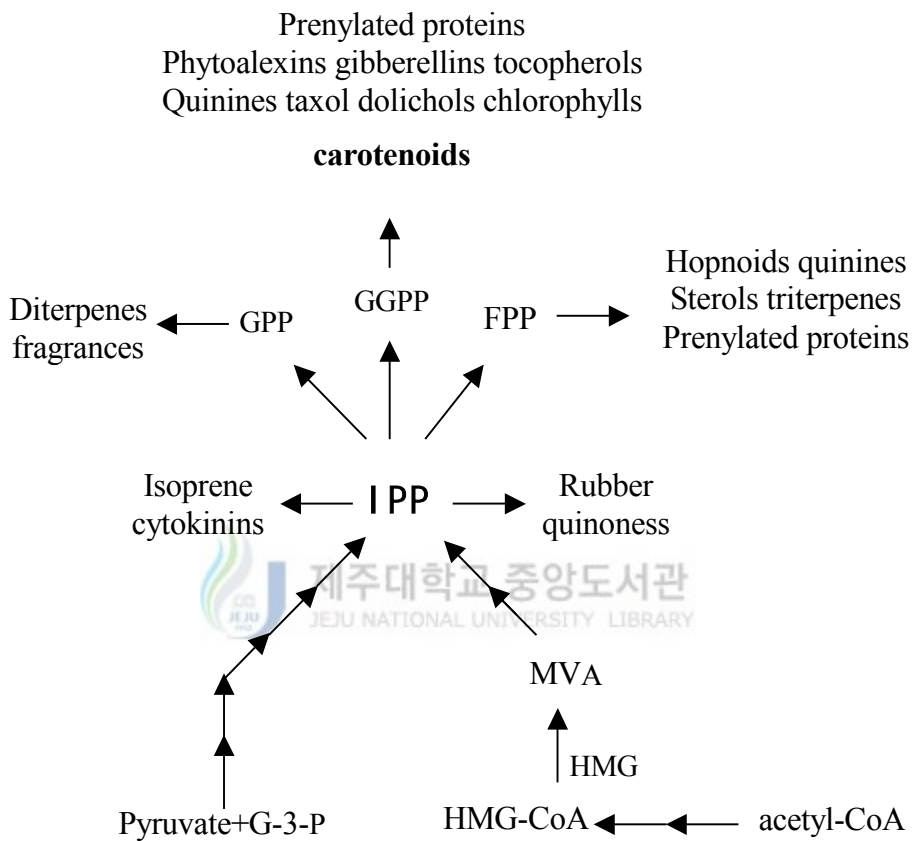 Prenylated proteins
Phytoalexins gibberellins tocopherols
Quinines taxol dolichols chlorophylls
carotenoids
Diterpenes
fragrances
GPP
GGPP
FPP
Hopnoids quinines
Sterols triterpenes
Prenylated proteins
Isoprene
cytokinins
IPP
Rubber
quinoness
제주대학교 중앙도서관
JEJU NATIONAL UNIVERSITY LIBRARY
JEJU
1952
MVA
HMG
Pyruvate+G-3-P
HMG-CoA
acetyl-CoA